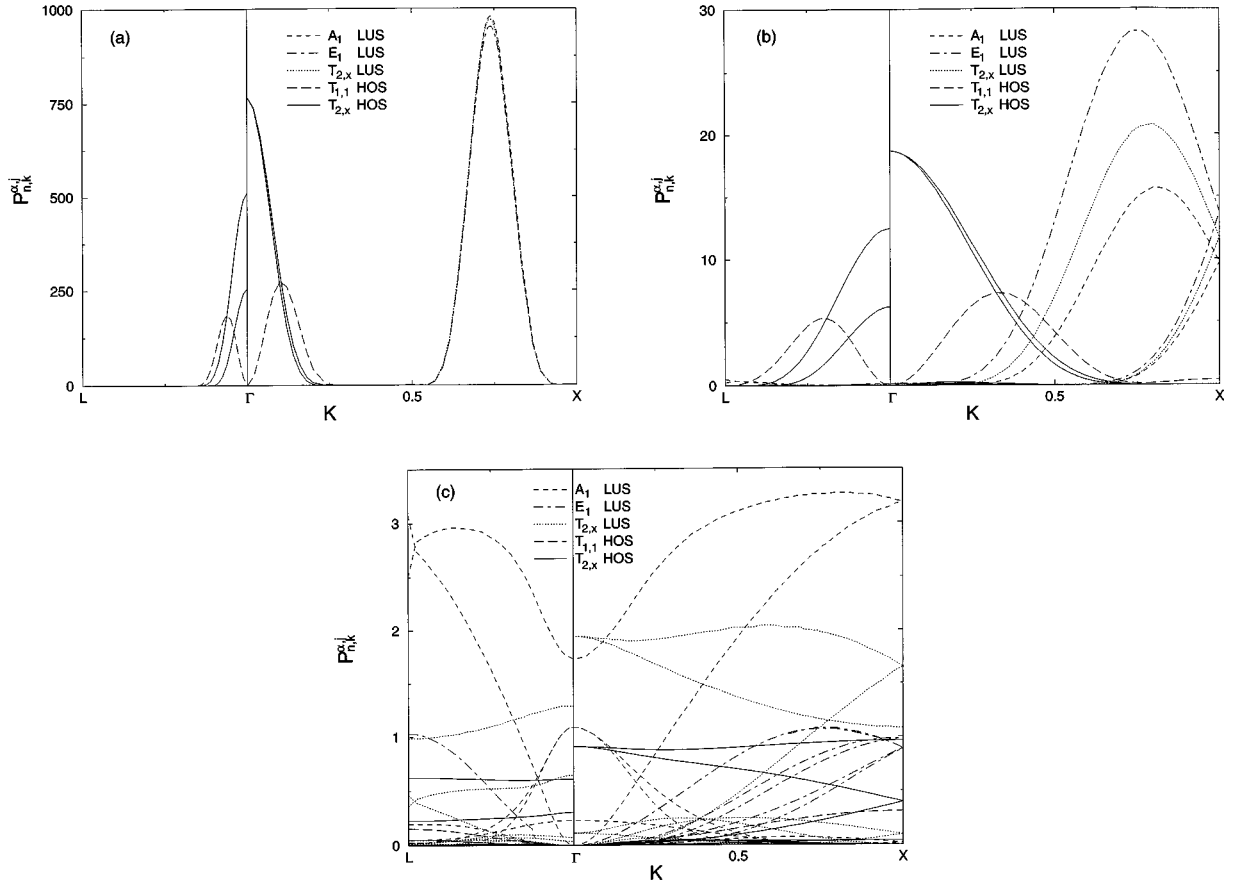 (a)
A₁ LUS
E₁ LUS
T₂,ₓ LUS
T₁,₁ HOS
T₂,ₓ HOS
1000
750
500
250
0
P^{α,j}_{n,k}
L Γ 0.5 X
K
(b)
A₁ LUS
E₁ LUS
T₂,ₓ LUS
T₁,₁ HOS
T₂,ₓ HOS
30
20
10
0
P^{α,j}_{n,k}
L Γ 0.5 X
K
(c)
A₁ LUS
E₁ LUS
T₂,ₓ LUS
T₁,₁ HOS
T₂,ₓ HOS
3
2
1
0
P^{α,j}_{n,k}
L Γ 0.5 X
K